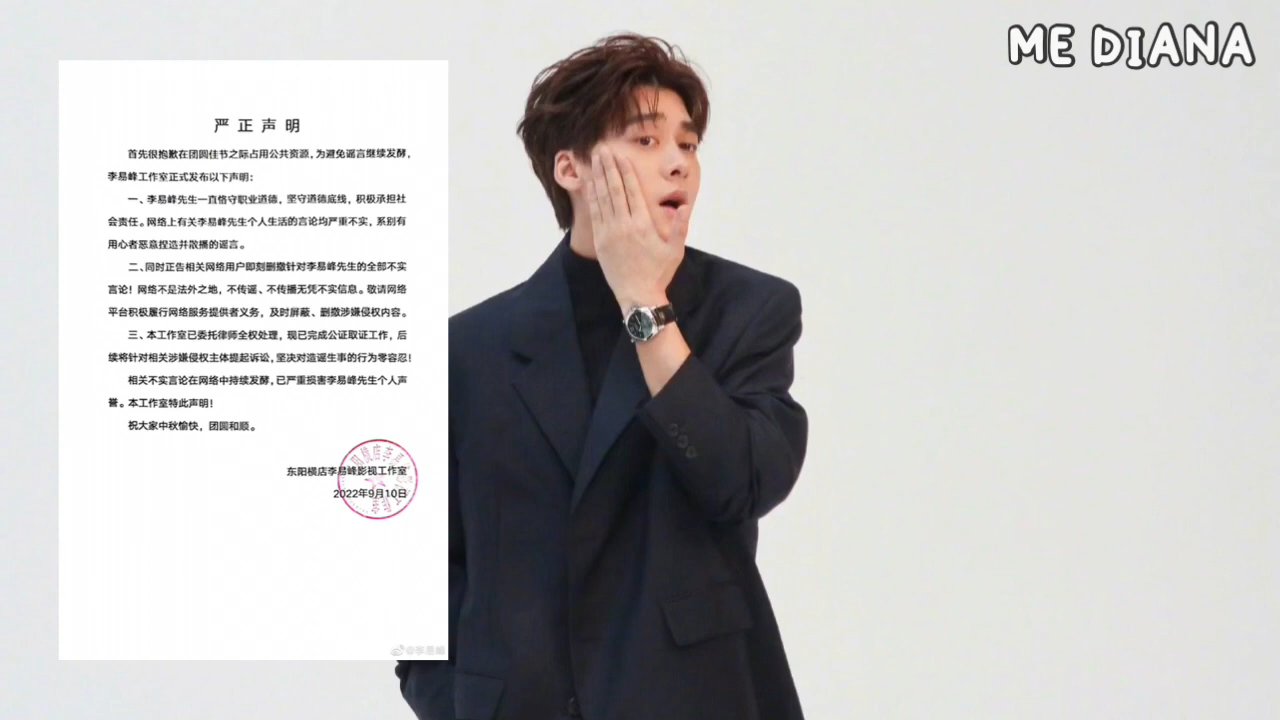 ME DIANA
严正声明
首先很抱歉在团圆佳节之际占用公共资源，为避免谣言继续发酵，
李易峰工作室正式发布以下声明：
一、李易峰先生一直恪守职业道德，坚守道德底线，积极承担社
会责任。网络上有关李易峰先生个人生活的言论均严重不实，系别有
用心者恶意捏造并散播的谣言。
二、同时正告相关网络用户即刻删撤针对李易峰先生的全部不实
言论！网络不是法外之地，不传谣、不传播无凭不实信息。敬请网络
平台积极履行网络服务提供者义务，及时屏蔽、删撤涉嫌侵权内容。
三、本工作室已委托律师全权处理，现已完成公证取证工作，后
续将针对相关涉嫌侵权主体提起诉讼，坚决对造谣生事的行为零容忍！
相关不实言论在网络中持续发酵，已严重损害李易峰先生个人声
誉。本工作室特此声明！
祝大家中秋愉快，团圆和顺。
东阳横店李易峰影视工作室
2022年9月10日
@李易峰